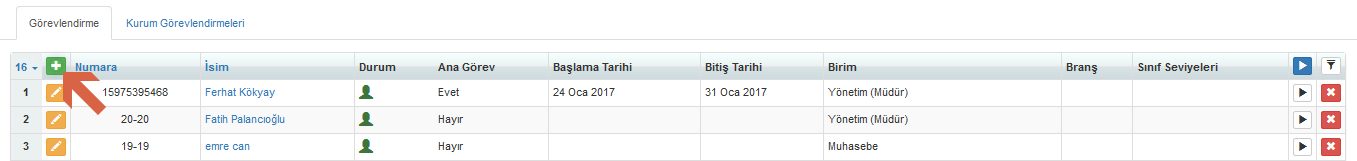 Görevlendirme Kurum Görevlendirmeleri
16 Numara İsim Durum Ana Görev Başlama Tarihi Bitiş Tarihi Birim Branş Sınıf Seviyeleri
1 15975395468 Ferhat Kökyay Evet 24 Oca 2017 31 Oca 2017 Yönetim (Müdür)
2 20-20 Fatih Palancıoğlu Hayır Yönetim (Müdür)
3 19-19 emre can Hayır Muhasebe